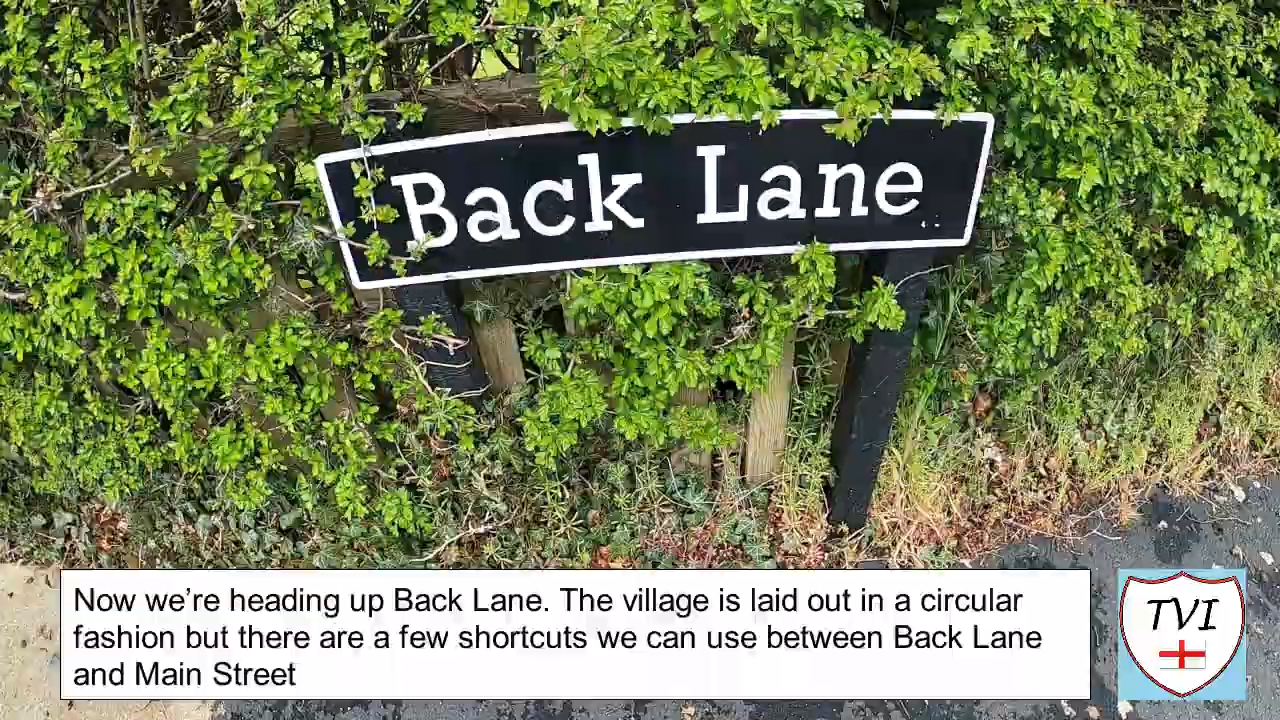 Back Lane
Now we’re heading up Back Lane. The village is laid out in a circular
fashion but there are a few shortcuts we can use between Back Lane
and Main Street
TVI